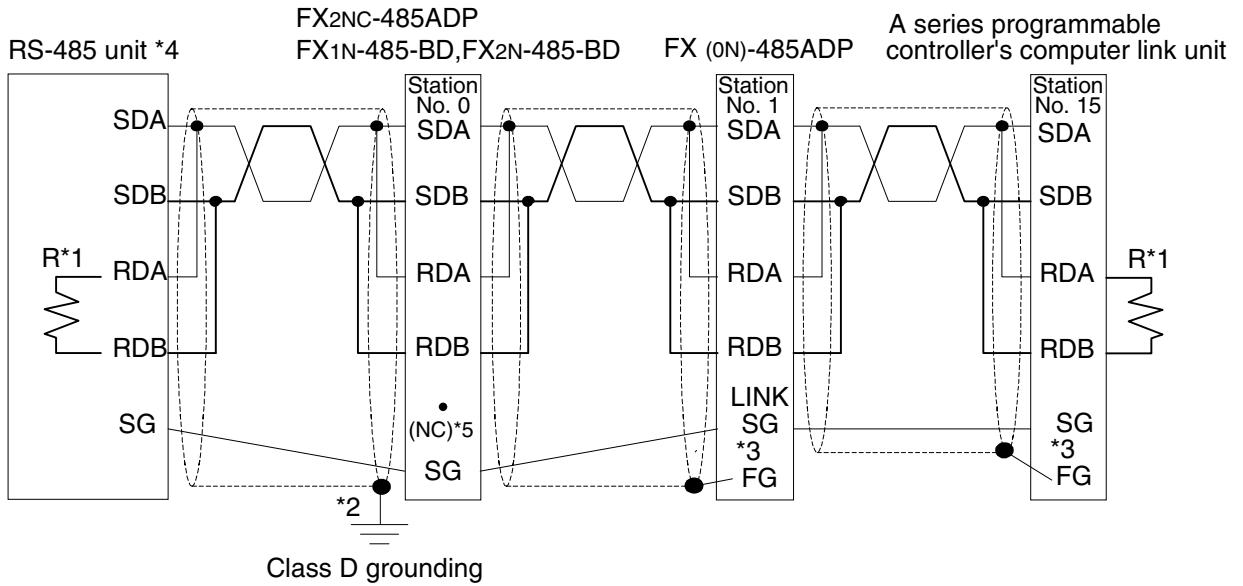 FX2NC-485ADP
RS-485 unit *4
FX1N-485-BD,FX2N-485-BD
FX (0N)-485ADP
A series programmable
controller's computer link unit
SDA
SDB
R*1
RDA
RDB
SG
Station
No. 0
SDA
SDB
RDA
RDB
(NC)*5
SG
*2
Class D grounding
Station
No. 1
SDA
SDB
RDA
RDB
LINK
SG
*3
FG
Station
No. 15
SDA
SDB
RDA
R*1
RDB
SG
*3
FG